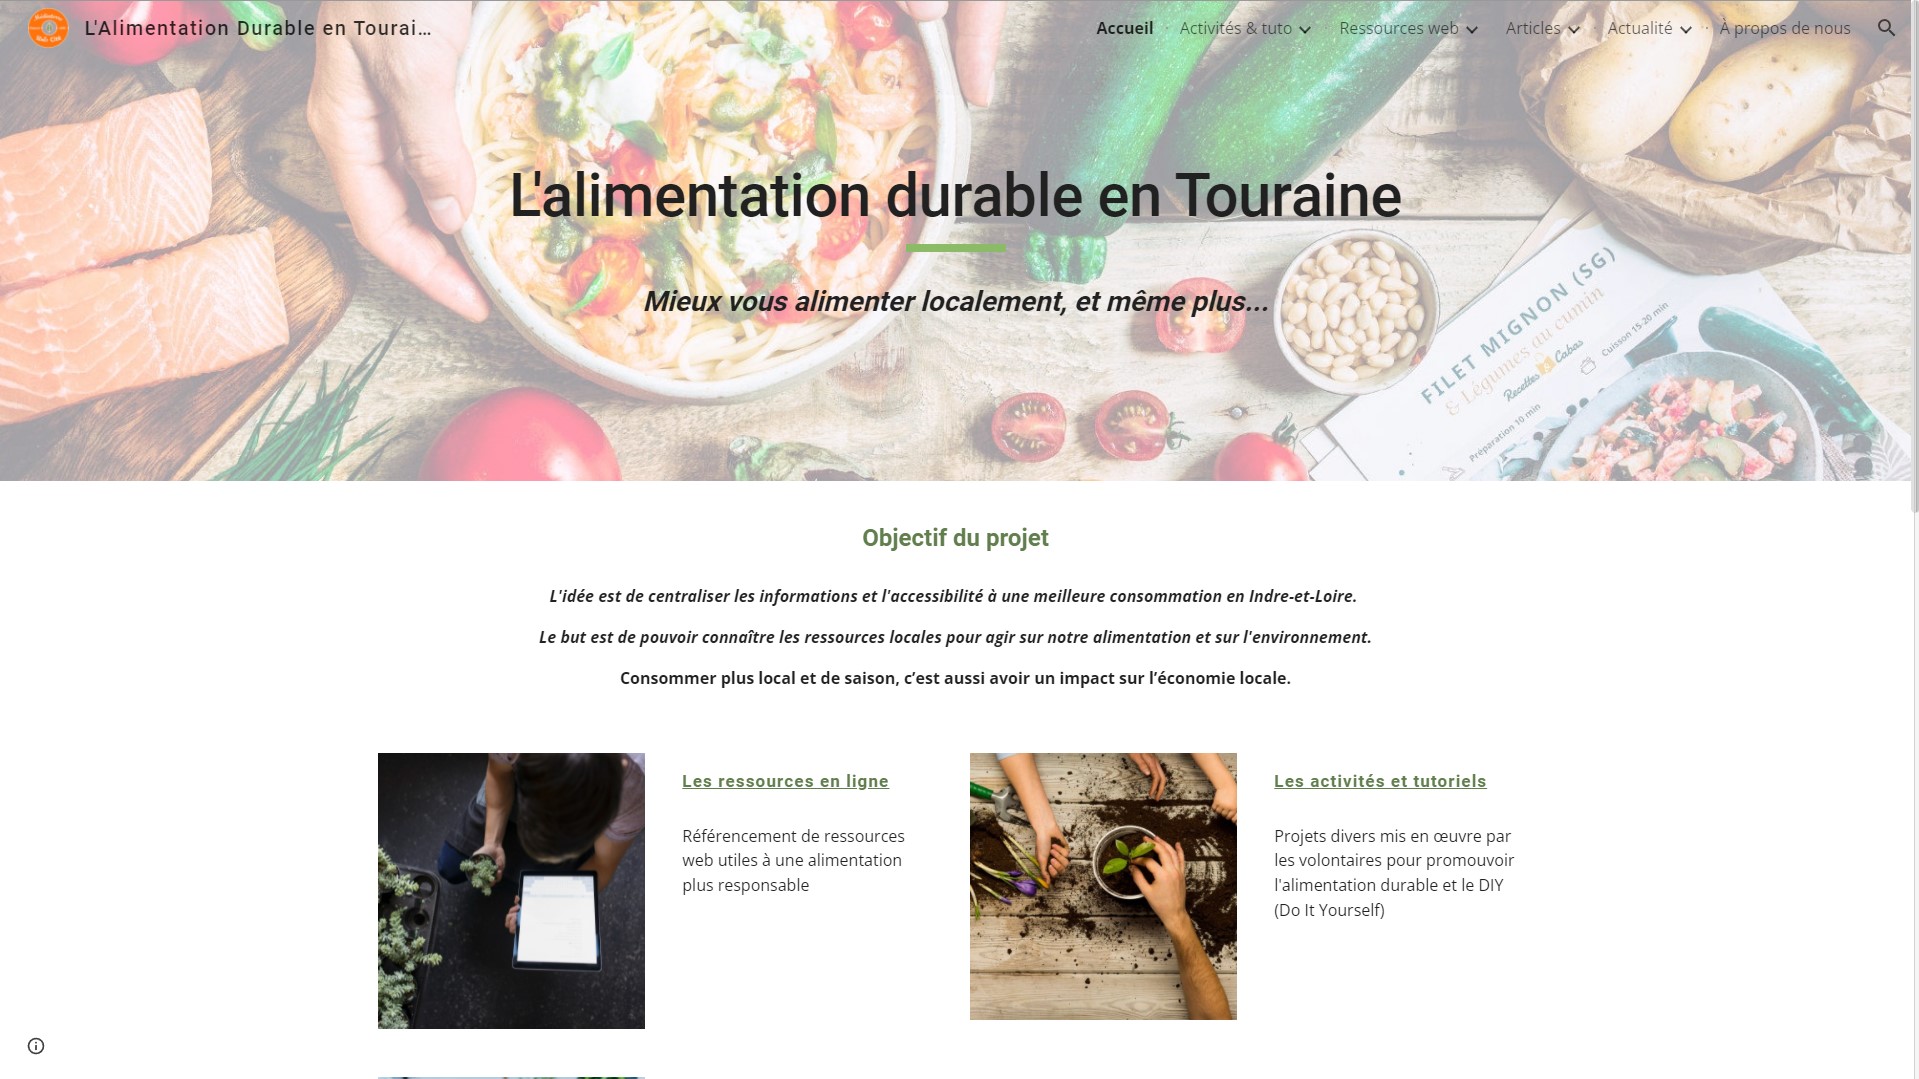 L'Alimentation Durable en Tourai...
Accueil
Activités & tuto
Ressources web
Articles
Actualité
À propos de nous
L'alimentation durable en Touraine
Mieux vous alimenter localement, et même plus...
FILET MIGNON (SG)
& Légumes au cumin
Recettes Cabas
Préparation 10 min
Cuisson 15-20 min
Objectif du projet
L'idée est de centraliser les informations et l'accessibilité à une meilleure consommation en Indre-et-Loire.
Le but est de pouvoir connaître les ressources locales pour agir sur notre alimentation et sur l'environnement.
Consommer plus local et de saison, c’est aussi avoir un impact sur l’économie locale.
Les ressources en ligne
Référencement de ressources
web utiles à une alimentation
plus responsable
Les activités et tutoriels
Projets divers mis en œuvre par
les volontaires pour promouvoir
l'alimentation durable et le DIY
(Do It Yourself)